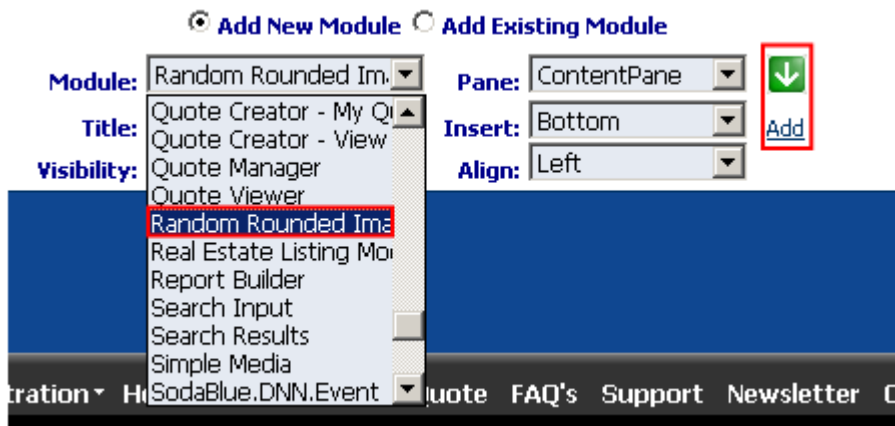 Add New Module Add Existing Module
Module: Random Rounded Im Pane: ContentPane
Title: Insert: Bottom Add
Visibility: Align: Left
Quote Creator - My Q
Quote Creator - View
Quote Manager
Quote Viewer
Random Rounded Ima
Real Estate Listing Mo
Report Builder
Search Input
Search Results
Simple Media
SodaBlue.DNN.Event
tration H uote FAQ's Support Newsletter